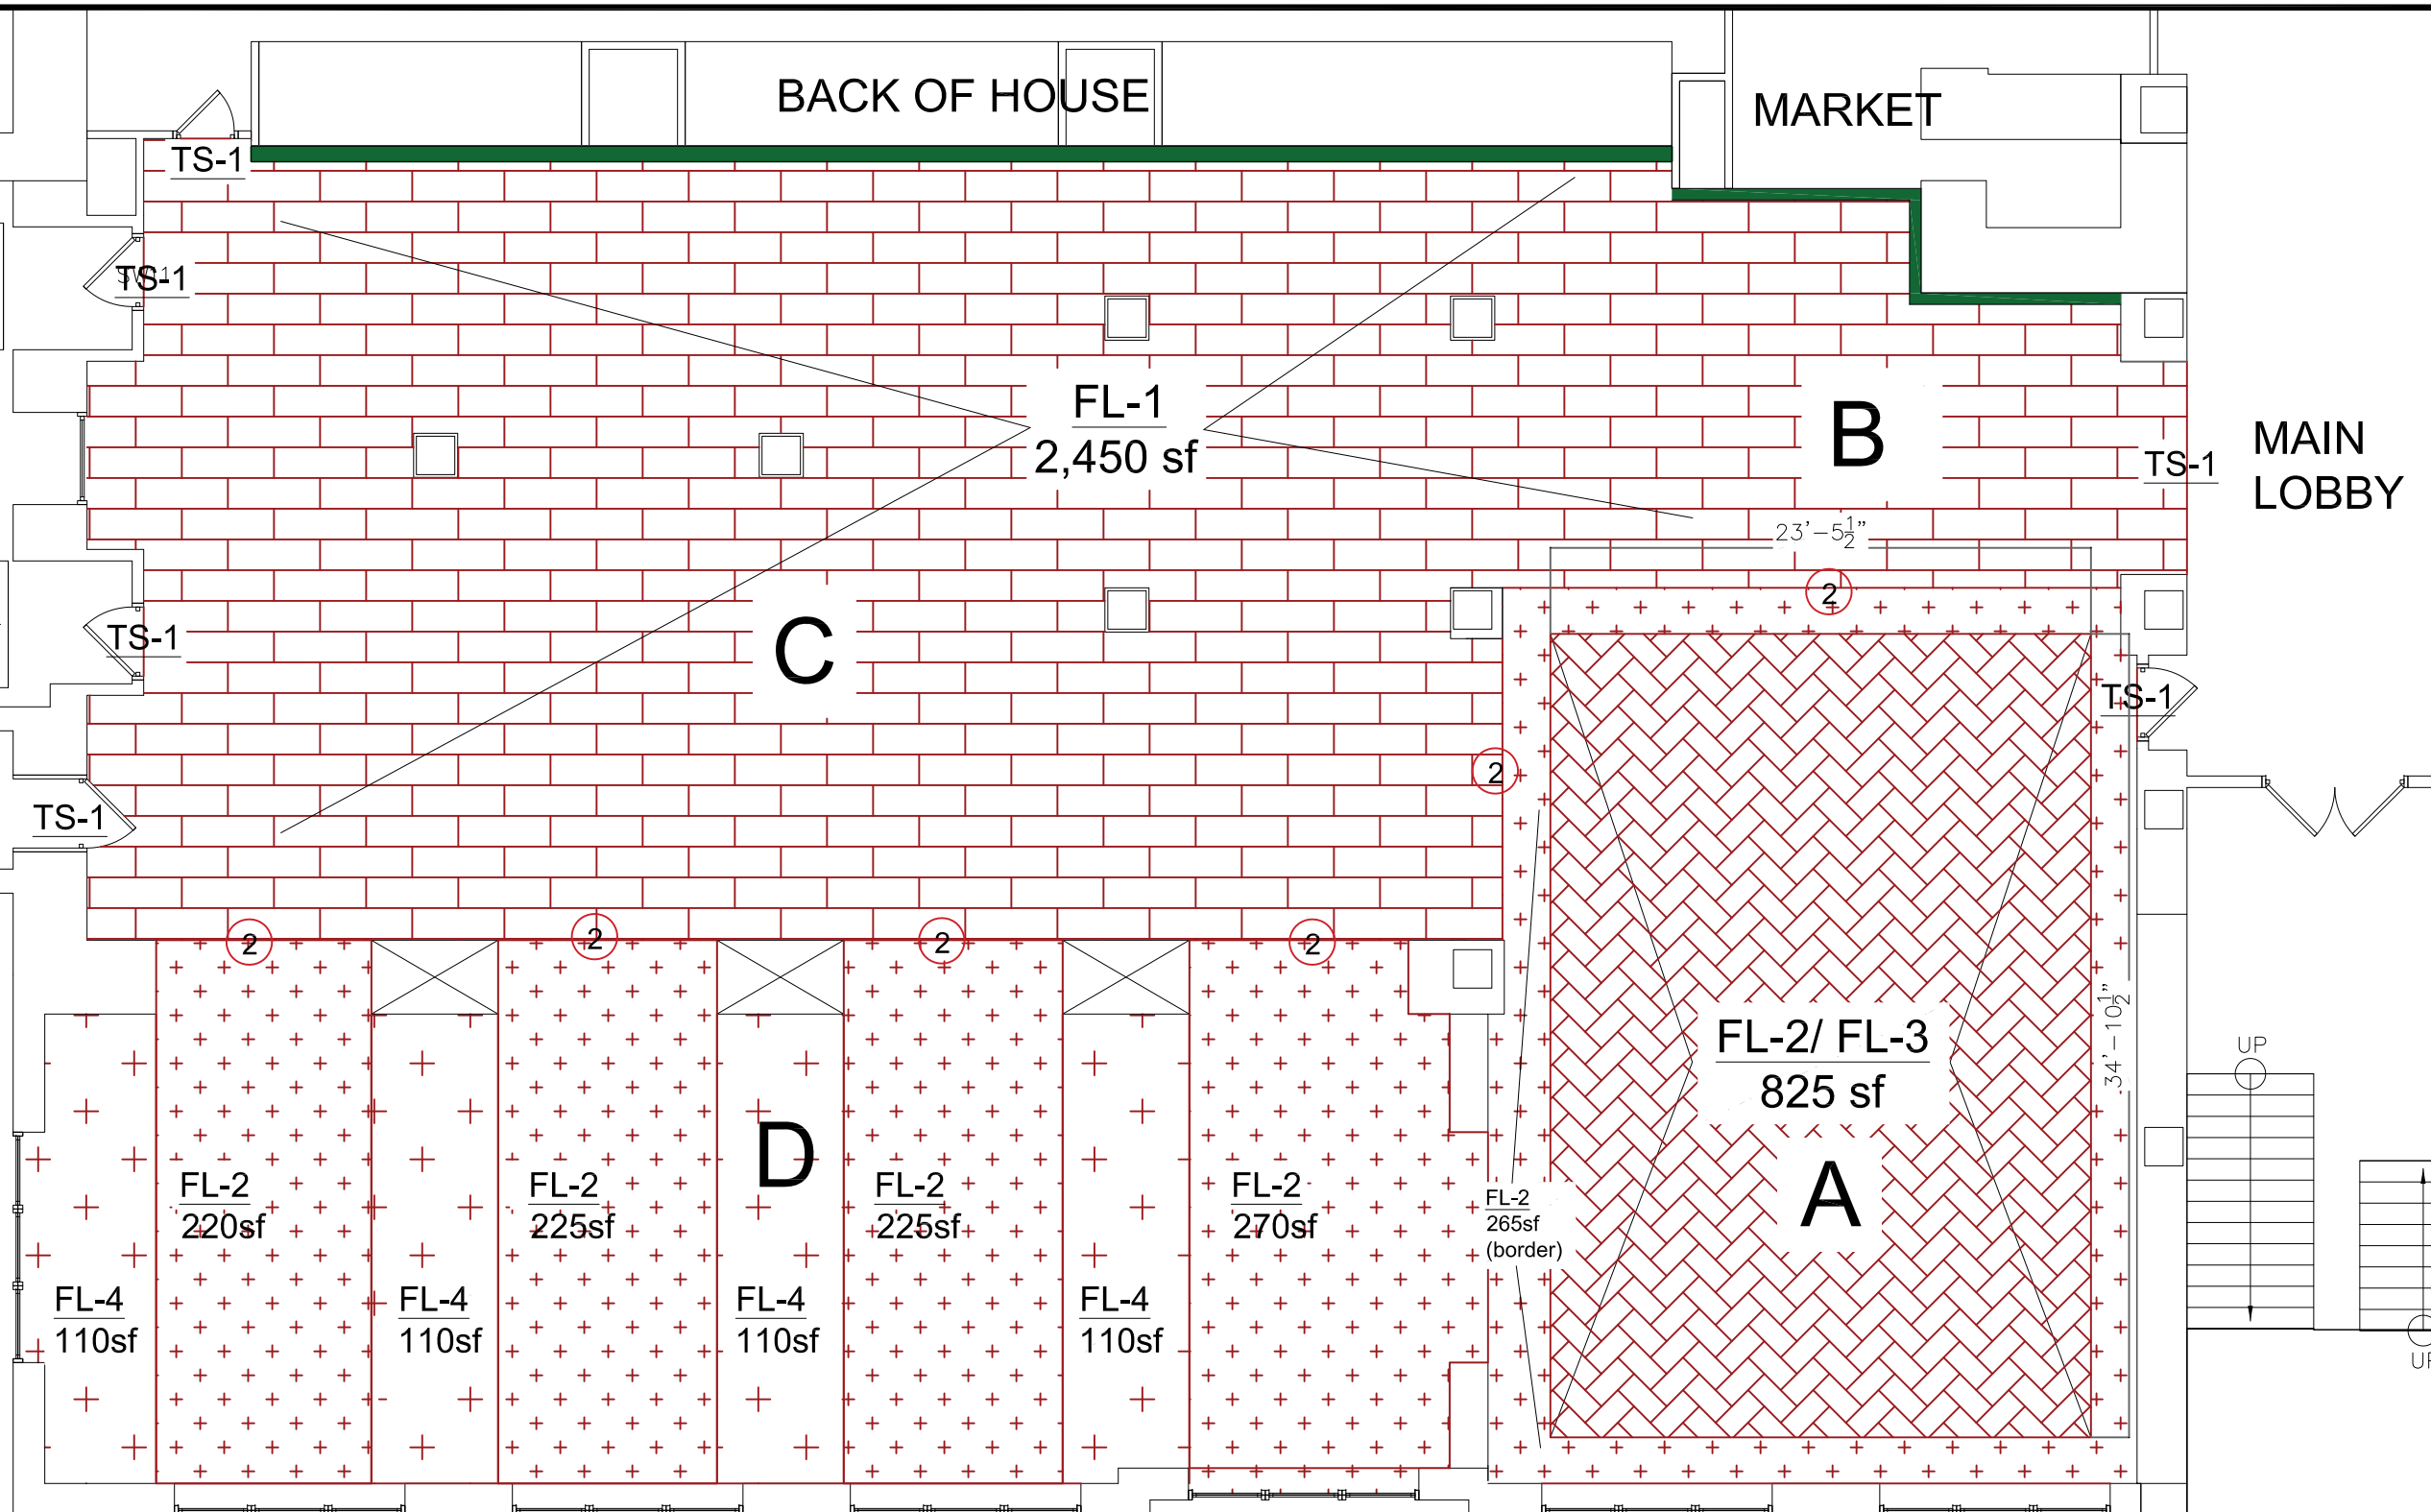 BACK OF HOUSE
MARKET
TS-1
TS-1
FL-1
2,450 sf
B
MAIN
LOBBY
TS-1
23'-5½"
2
C
TS-1
TS-1
2
TS-1
2
2
2
2
34'-10½"
FL-2/ FL-3
825 sf
UP
D
A
FL-2
220sf
FL-2
225sf
FL-2
225sf
FL-2
270sf
FL-2
265sf
(border)
FL-4
110sf
FL-4
110sf
FL-4
110sf
FL-4
110sf